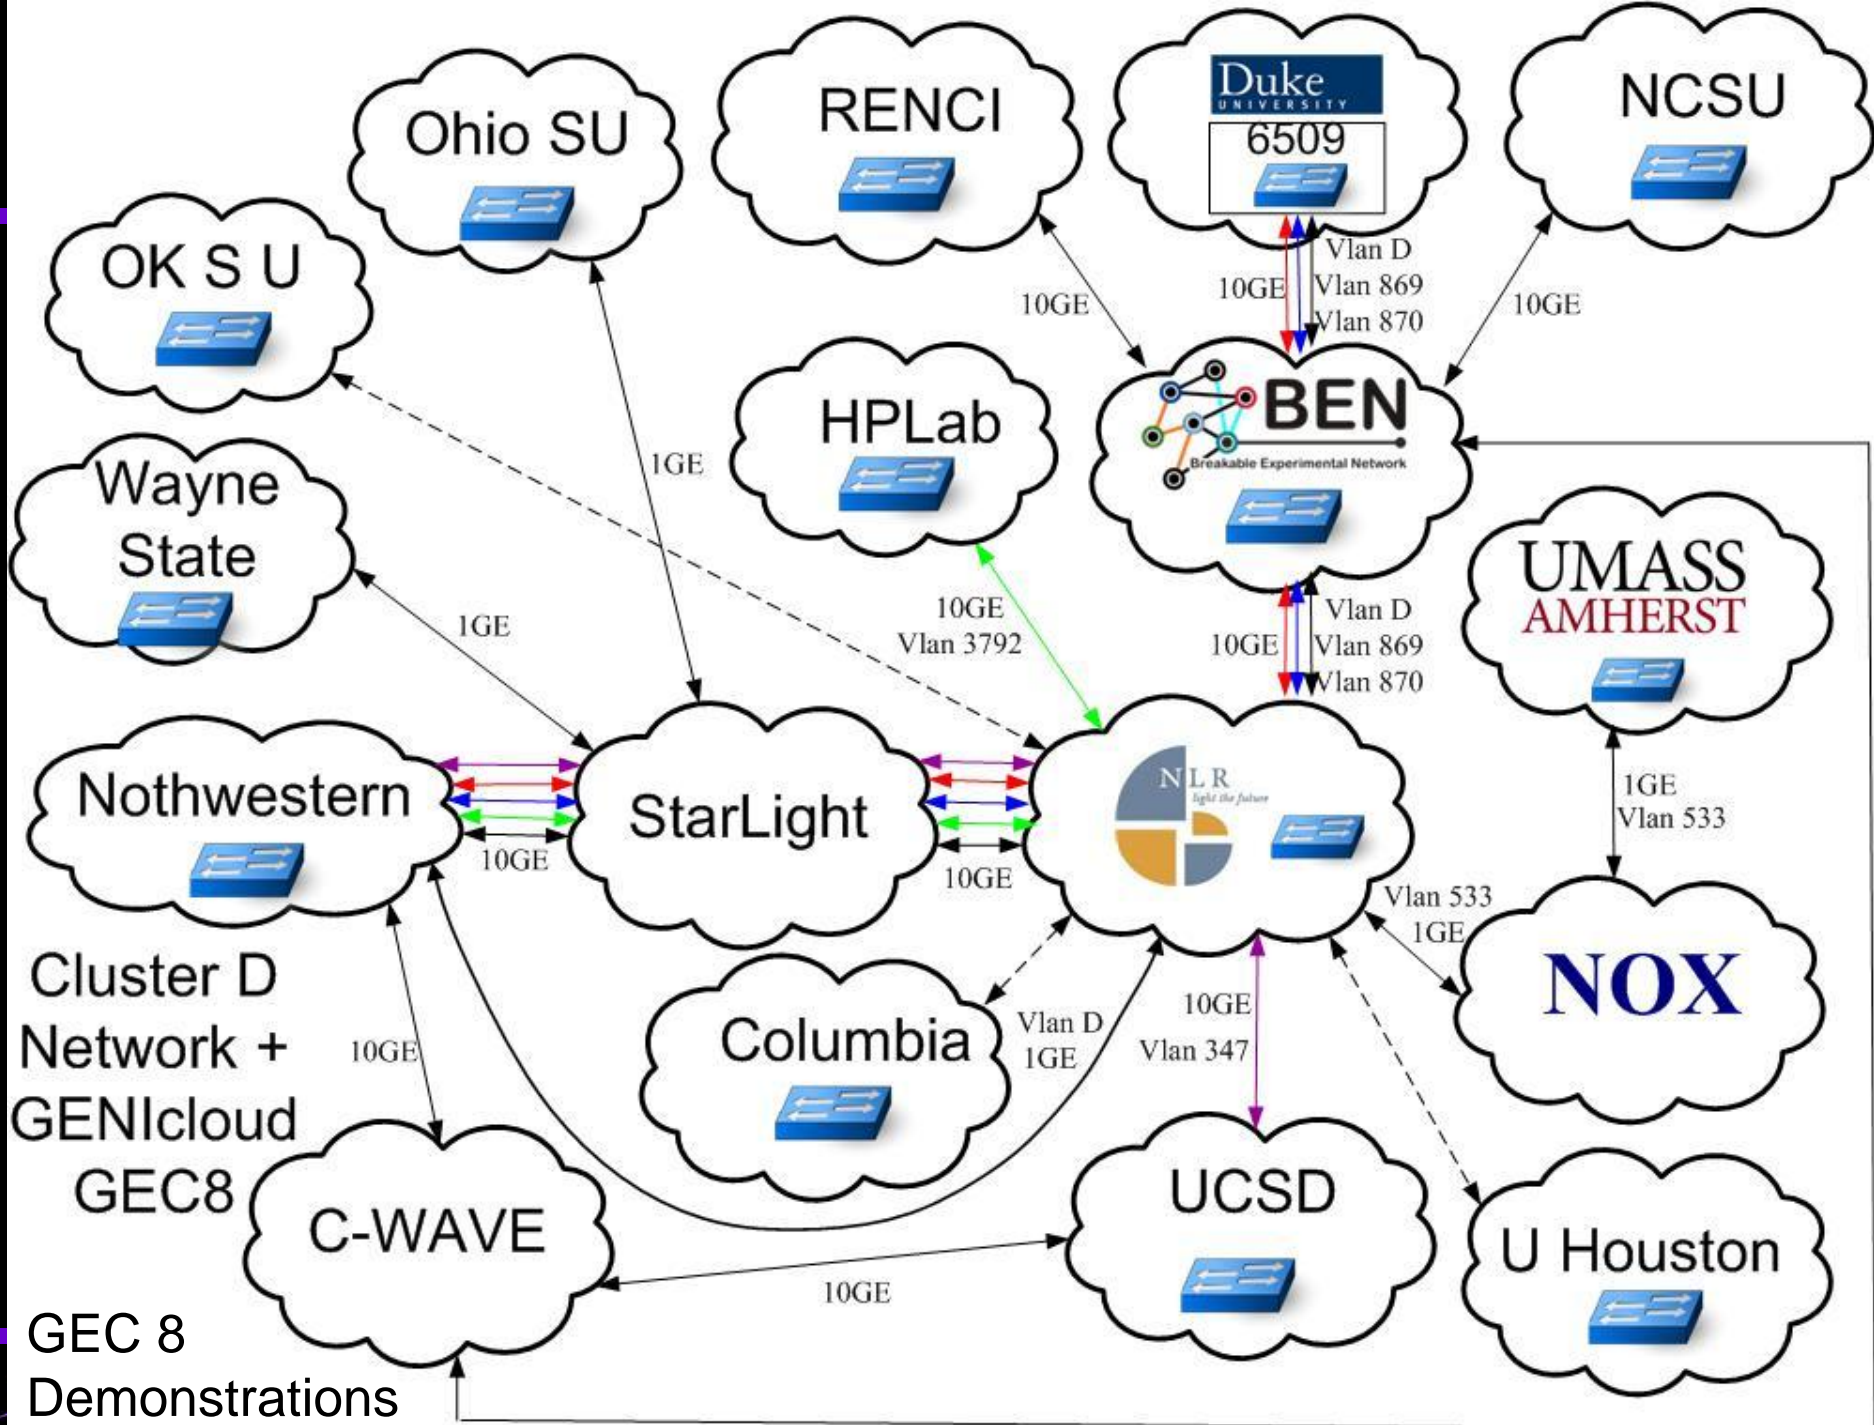 Ohio SU
RENCI
Duke
UNIVERSITY
6509
NCSU
OK S U
10GE
10GE
Vlan D
Vlan 869
Vlan 870
10GE
HPLab
BEN
Breakable Experimental Network
Wayne
State
1GE
1GE
10GE
Vlan 3792
10GE
Vlan D
Vlan 869
Vlan 870
UMASS
AMHERST
1GE
Vlan 533
Nothwestern
10GE
StarLight
10GE
NLR
light the future
Vlan 533
1GE
NOX
Cluster D
Network +
GENIcloud
GEC8
10GE
Columbia
Vlan D
1GE
10GE
Vlan 347
C-WAVE
10GE
UCSD
U Houston
GEC 8
Demonstrations